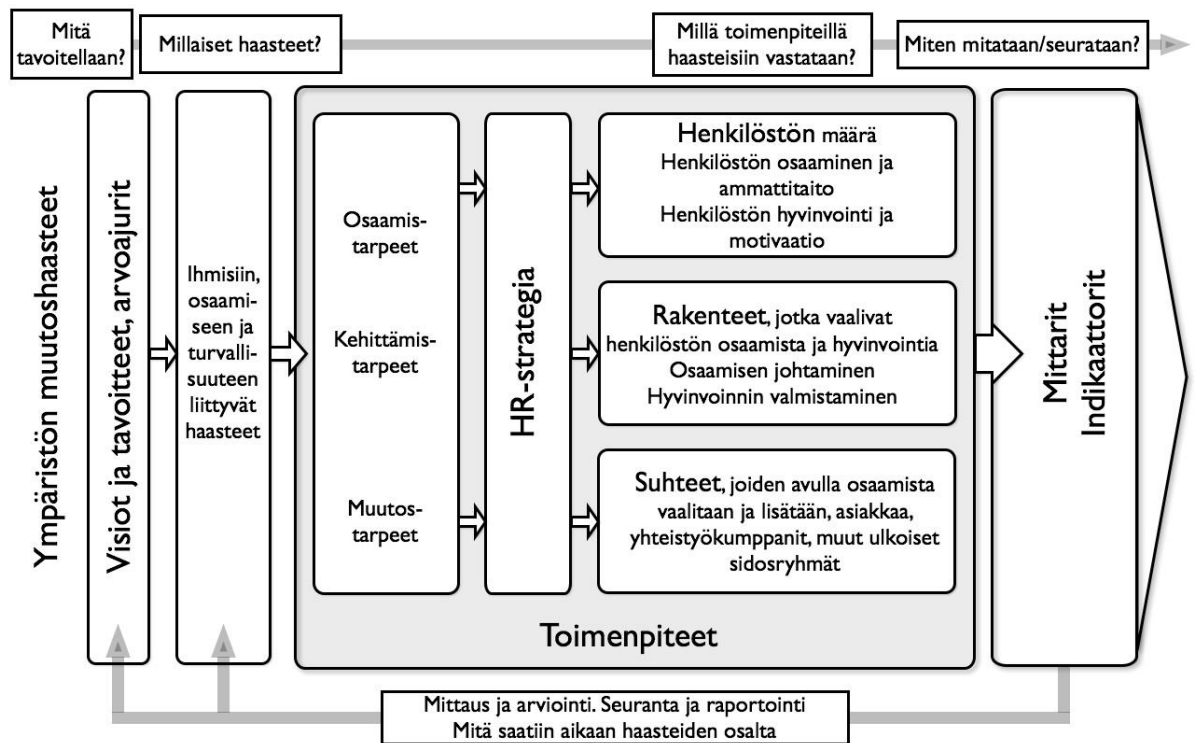 Mitä
tavoitellaan?
Millaiset haasteet?
Millä toimenpiteillä
haasteisiin vastataan?
Miten mitataan/seurataan?
Ympäristön muutoshaasteet
Visiot ja tavoitteet, arvoajurit
Ihmisiin,
osaami-
seen ja
turvalli-
suuteen
liittyvät
haasteet
Osaamis-
tarpeet
Kehittämis-
tarpeet
Muutos-
tarpeet
HR-strategia
Henkilöstön määrä
Henkilöstön osaaminen ja
ammattitaito
Henkilöstön hyvinvointi ja
motivaatio
Rakenteet, jotka vaalivat
henkilöstön osaamista ja hyvinvointia
Osaamisen johtaminen
Hyvinvoinnin valmistaminen
Suhteet, joiden avulla osaamista
vaalitaan ja lisätään, asiakkaa,
yhteistyökumppanit, muut ulkoiset
sidosryhmät
Toimenpiteet
Mittarit
Indikaattorit
Mittaus ja arviointi. Seuranta ja raportointi
Mitä saatiin aikaan haasteiden osalta